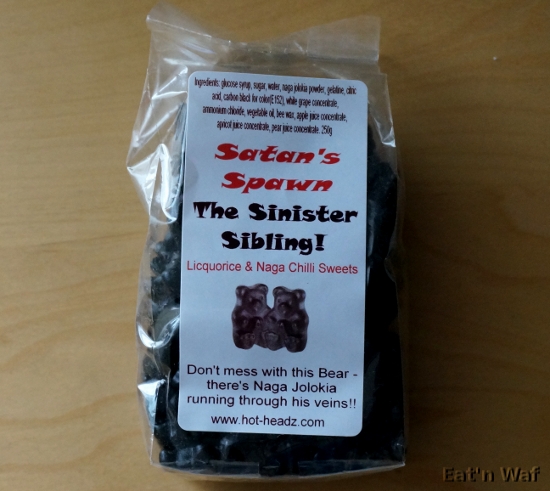 Ingredients: glucose syrup, sugar, water, naga jolokia powder, gelatine, citric
acid, carbon black for color(E152), white grape concentrate,
ammonium chloride, vegetable oil, bee wax, apple juice concentrate,
apricot juice concentrate, pear juice concentrate. 250g
Satan's
Spawn
The Sinister
Sibling!
Licquorice & Naga Chilli Sweets
Don't mess with this Bear -
there's Naga Jolokia
running through his veins!!
www.hot-headz.com
Eat'n Waf